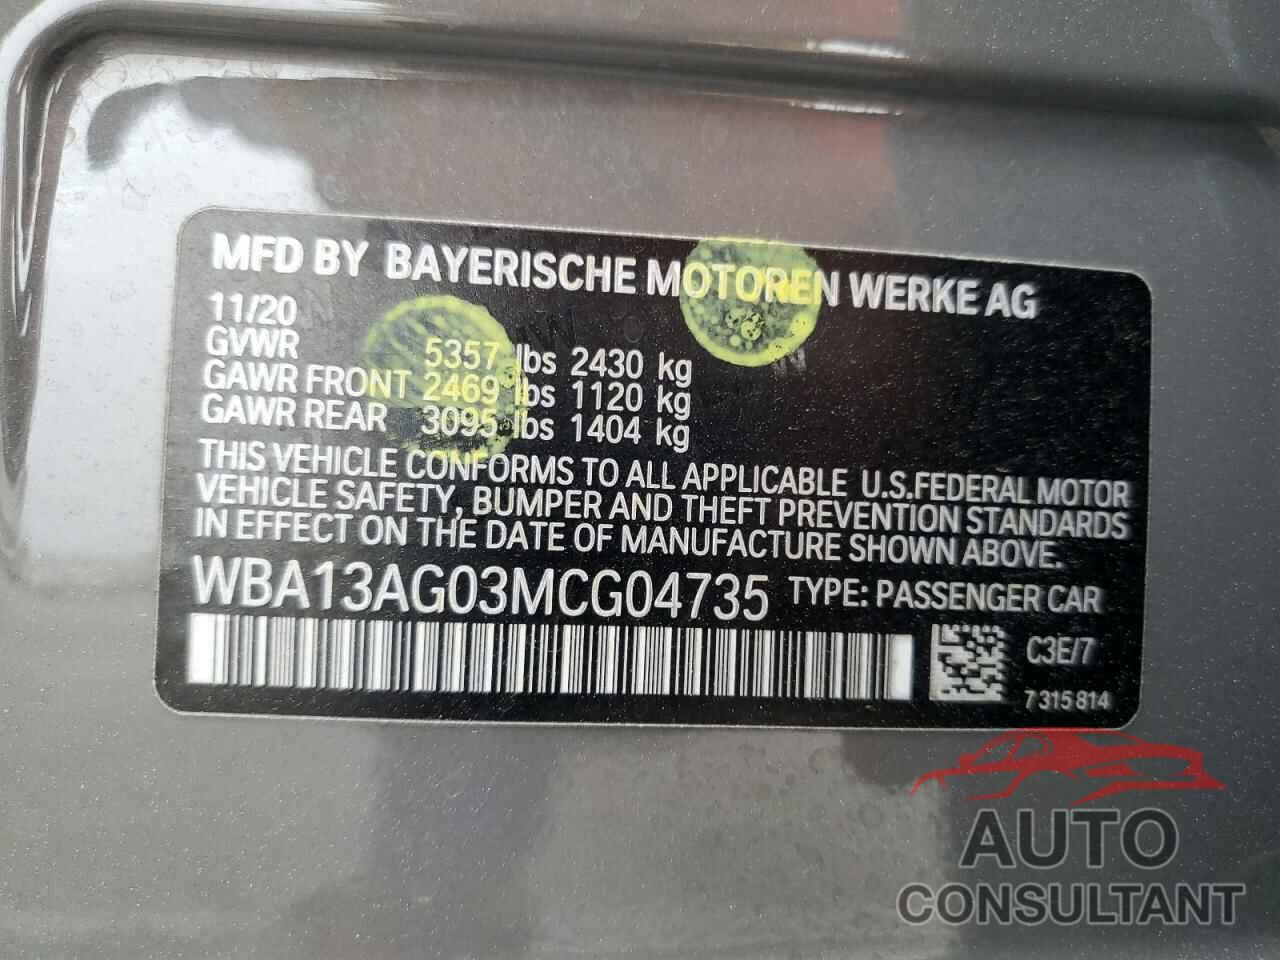 MFD BY BAYERISCHE MOTOREN WERKE AG
11/20
GVWR 5357 lbs 2430 kg
GAWR FRONT 2469 lbs 1120 kg
GAWR REAR 3095 lbs 1404 kg
THIS VEHICLE CONFORMS TO ALL APPLICABLE U.S.FEDERAL MOTOR
VEHICLE SAFETY, BUMPER AND THEFT PREVENTION STANDARDS
IN EFFECT ON THE DATE OF MANUFACTURE SHOWN ABOVE.
WBA13AG03MCG04735 TYPE: PASSENGER CAR
C3E/7
7 315 814
AUTO
CONSULTANT